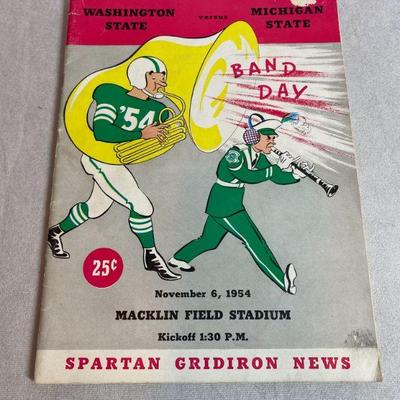 WASHINGTON STATE
VERSUS
MICHIGAN STATE
BAND DAY
'54
25¢
November 6, 1954
MACKLIN FIELD STADIUM
Kickoff 1:30 P.M.
SPARTAN GRIDIRON NEWS